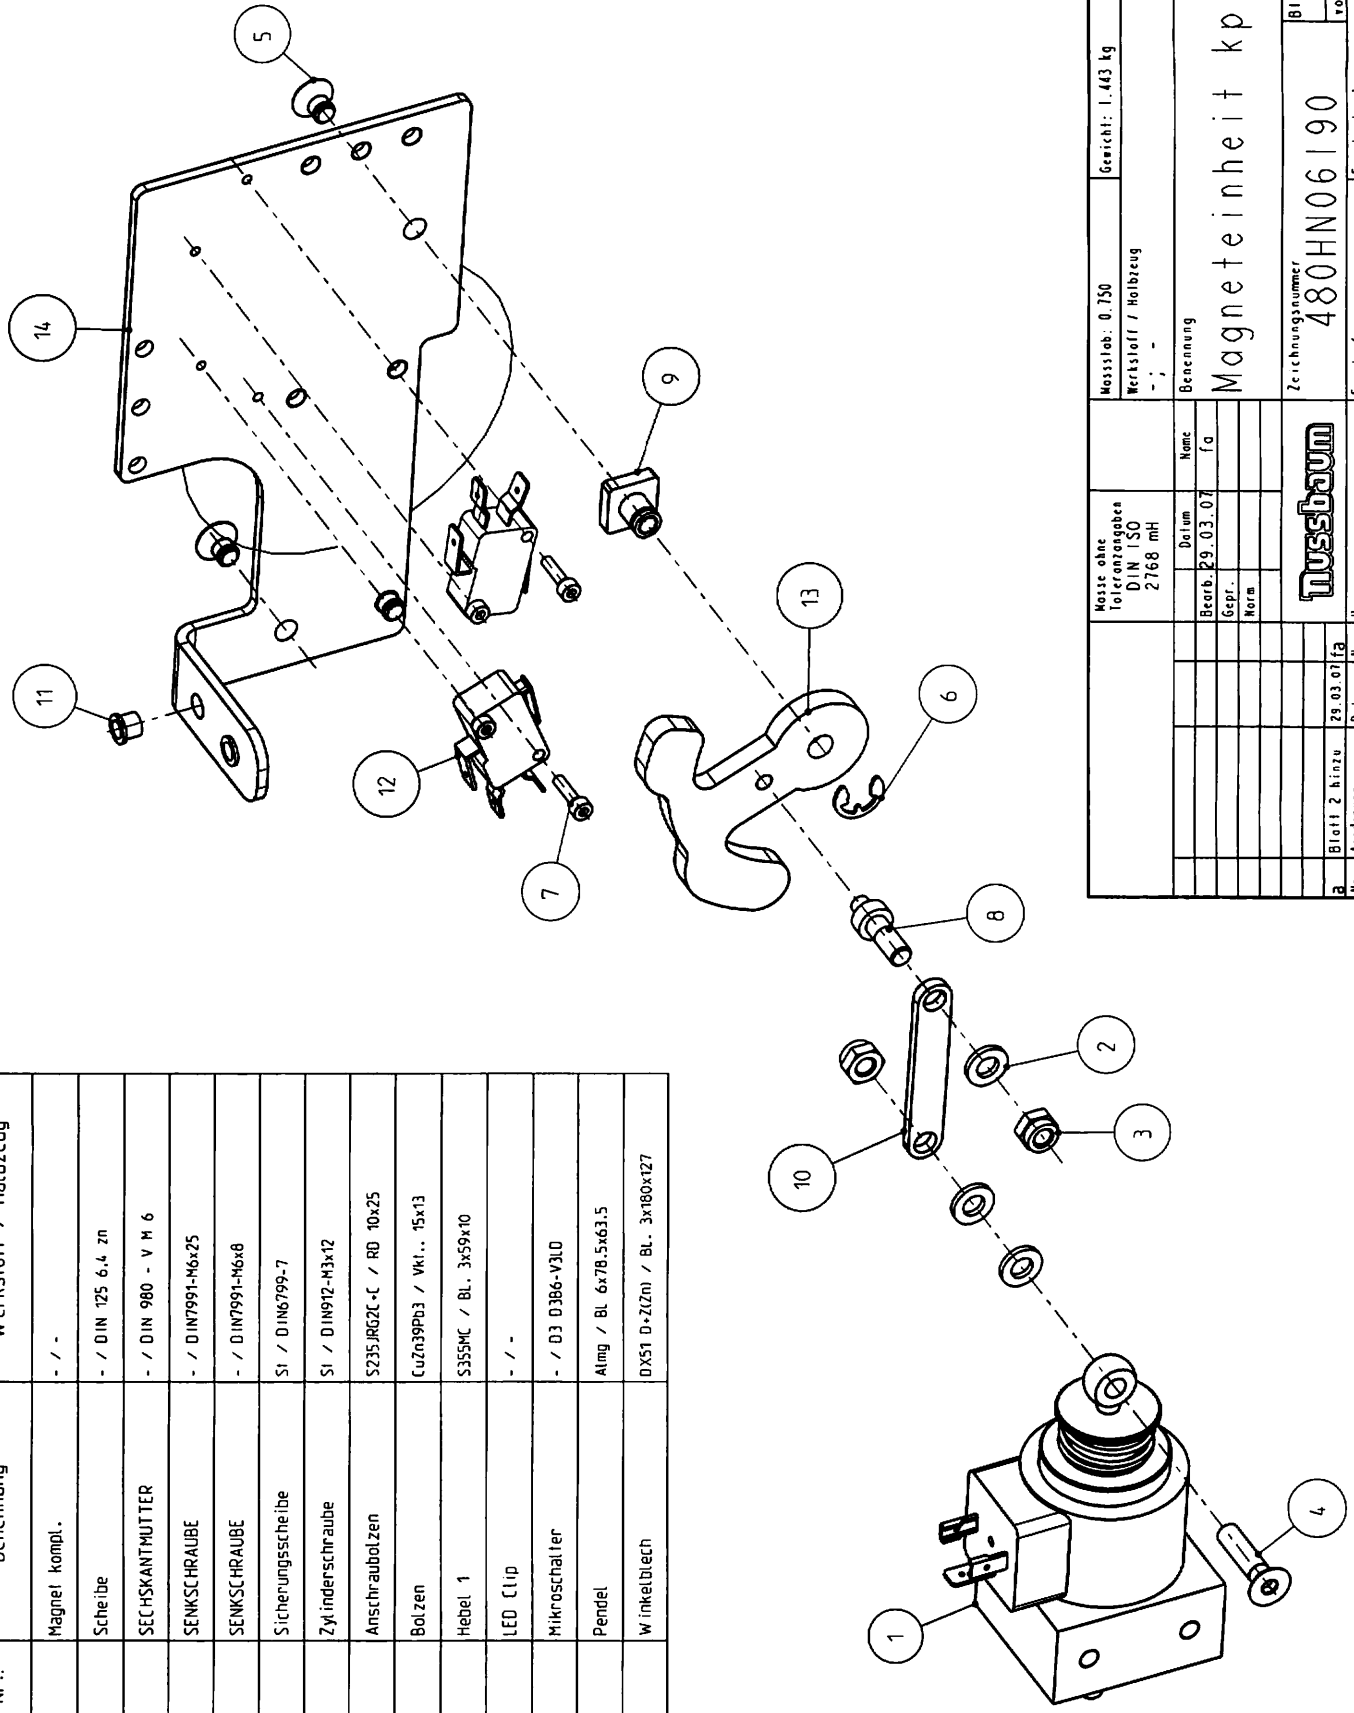 Magnet kompl. - / -
Scheibe - / DIN 125 6.4 zn
SECHSKANTMUTTER - / DIN 980 - V M 6
SENKSCHRAUBE - / DIN7991-M6x25
SENKSCHRAUBE - / DIN7991-M6x8
Sicherungsscheibe St / DIN6799-7
Zylinderschraube St / DIN912-M3x12
Anschraubolzen S235JRG2C+C / RD 10x25
Bolzen CuZn39Pb3 / Vkt.. 15x13
Hebel 1 S355MC / BL. 3x59x10
LED Clip - / -
Mikroschalter - / D3 D3B6-V3LD
Pendel Almg / BL 6x78.5x63.5
Winkelblech DX51 D+Z(Zn) / BL. 3x180x127
5
14
11
9
12
13
7
6
8
10
2
3
1
4
Masse ohne
Toleranzangaben
DIN ISO
2768 mH
Massstab: 0.750
Gewicht: 1.443 kg
Werkstoff / Halbzeug
- ; -
Datum Name
Bearb. 29.03.07 fa
Gepr.
Norm
Benennung
Magneteinheit kp
Nussbaum
Zeichnungsnummer
480HN06190
a Blatt 2 hinzu 29.03.07 fa